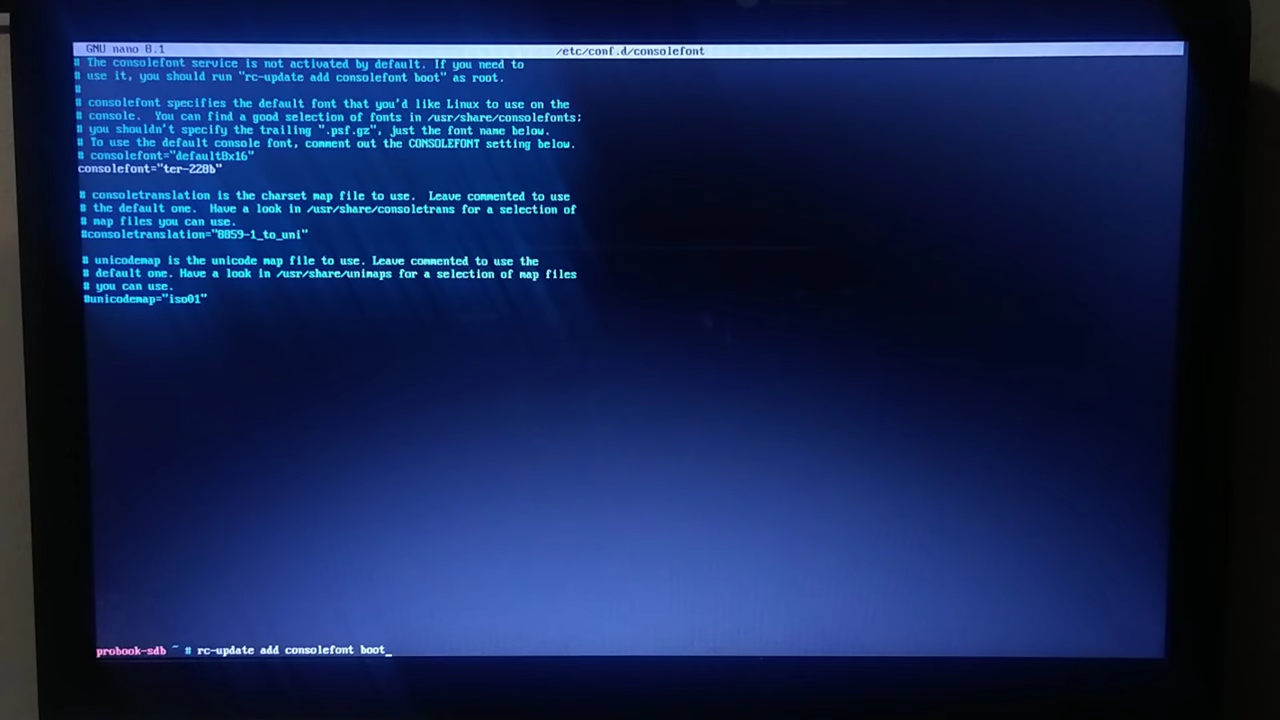 GNU nano 8.1 /etc/conf.d/consolefont
# The consolefont service is not activated by default. If you need to
# use it, you should run "rc-update add consolefont boot" as root.
#
# consolefont specifies the default font that you'd like Linux to use on the
# console.  You can find a good selection of fonts in /usr/share/consolefonts;
# you shouldn't specify the trailing ".psf.gz", just the font name below.
# To use the default console font, comment out the CONSOLEFONT setting below.
# consolefont="default8x16"
consolefont="ter-228b"
# consoletranslation is the charset map file to use.  Leave commented to use
# the default one.  Have a look in /usr/share/consoletrans for a selection of
# map files you can use.
#consoletranslation="8859-1_to_uni"
# unicodemap is the unicode map file to use. Leave commented to use the
# default one. Have a look in /usr/share/unimaps for a selection of map files
# you can use.
#unicodemap="iso01"
probook-sdb ~ # rc-update add consolefont boot_